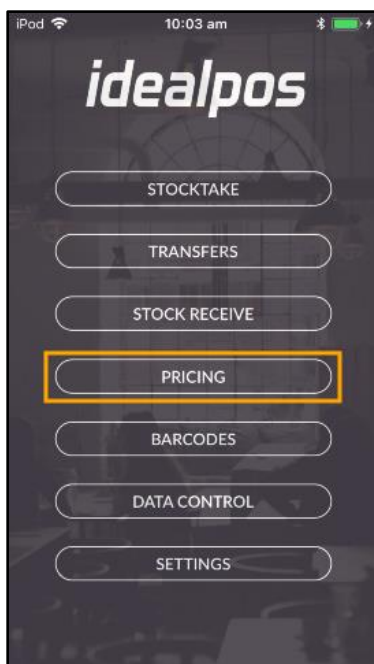 iPod 10:03 am
idealpos
STOCKTAKE
TRANSFERS
STOCK RECEIVE
PRICING
BARCODES
DATA CONTROL
SETTINGS